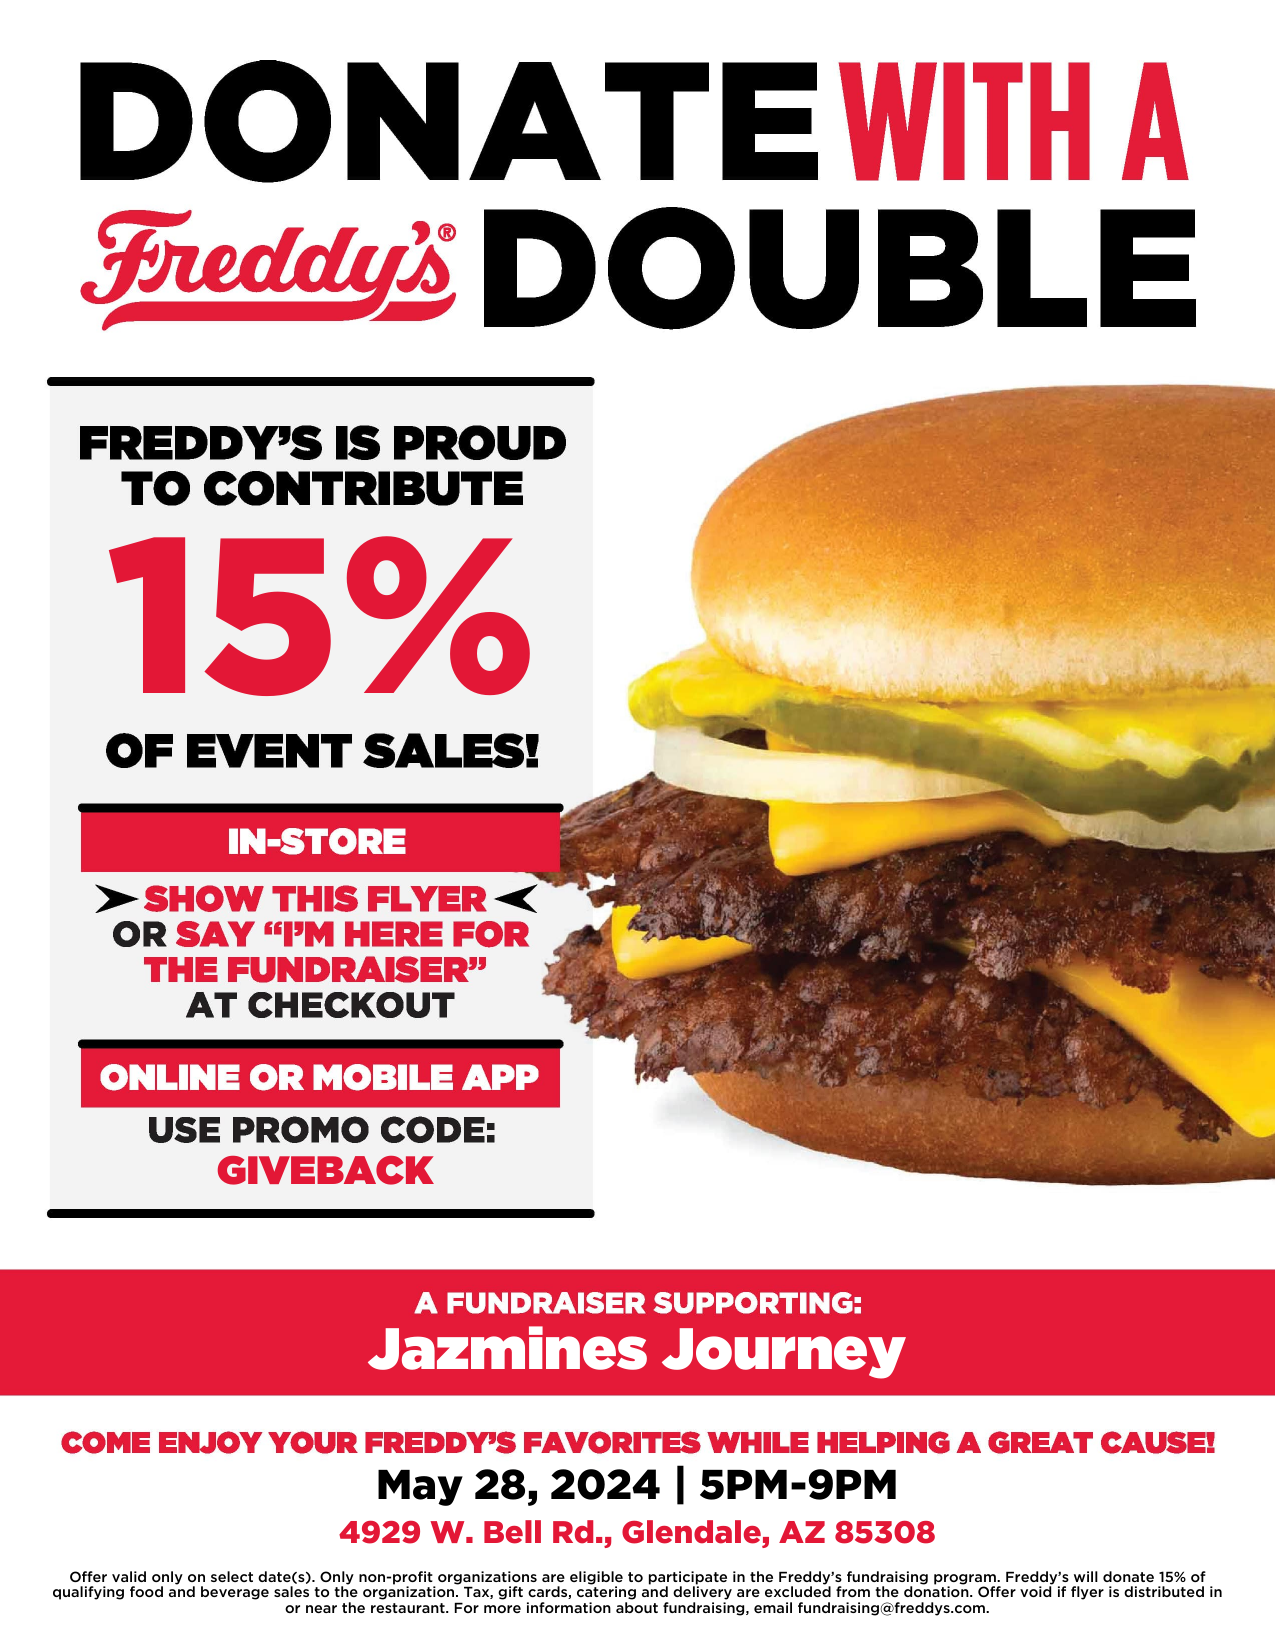 DONATE WITH A
Freddy's® DOUBLE
FREDDY'S IS PROUD
TO CONTRIBUTE
15%
OF EVENT SALES!
IN-STORE
SHOW THIS FLYER
OR SAY “I'M HERE FOR
THE FUNDRAISER”
AT CHECKOUT
ONLINE OR MOBILE APP
USE PROMO CODE:
GIVEBACK
A FUNDRAISER SUPPORTING:
Jazmines Journey
COME ENJOY YOUR FREDDY'S FAVORITES WHILE HELPING A GREAT CAUSE!
May 28, 2024 | 5PM-9PM
4929 W. Bell Rd., Glendale, AZ 85308
Offer valid only on select date(s). Only non-profit organizations are eligible to participate in the Freddy's fundraising program. Freddy's will donate 15% of
qualifying food and beverage sales to the organization. Tax, gift cards, catering and delivery are excluded from the donation. Offer void if flyer is distributed in
or near the restaurant. For more information about fundraising, email fundraising@freddys.com.